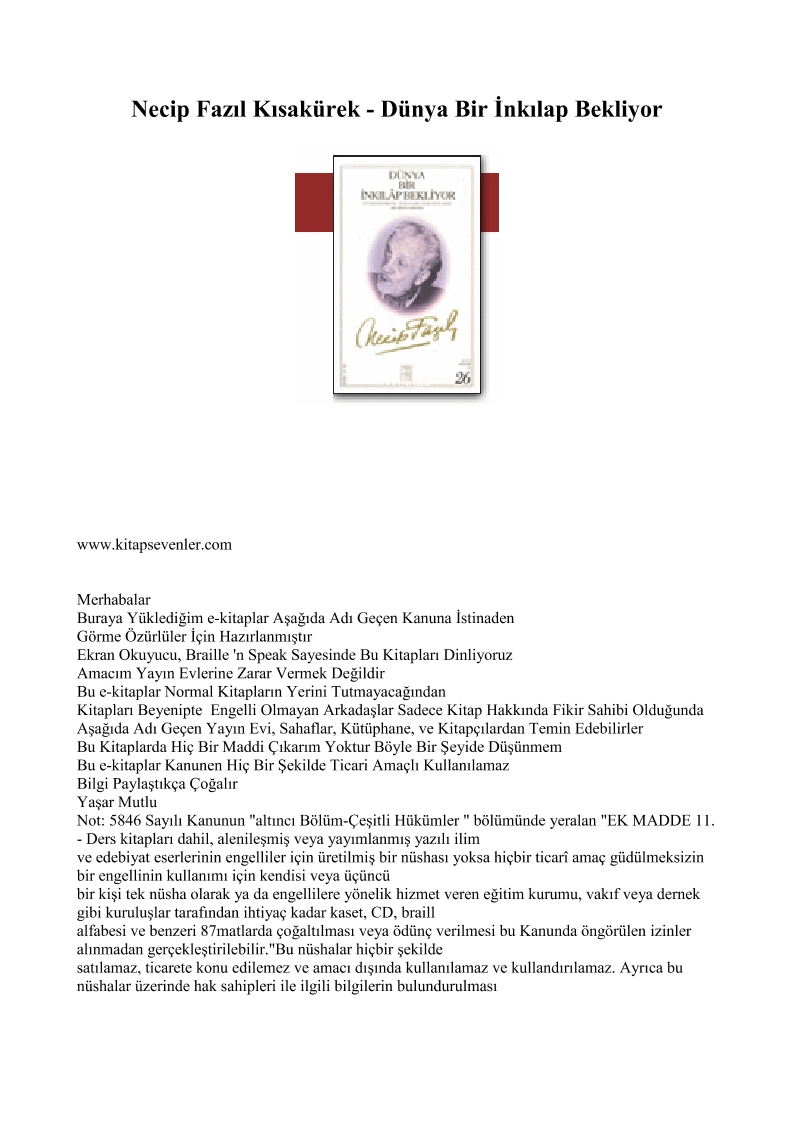 Necip Fazıl Kısakürek - Dünya Bir İnkılap Bekliyor
DÜNYA
BİR
İNKILÂP BEKLİYOR
Necip Fazıl
26
www.kitapsevenler.com
Merhabalar
Buraya Yüklediğim e-kitaplar Aşağıda Adı Geçen Kanuna İstinaden
Görme Özürlüler İçin Hazırlanmıştır
Ekran Okuyucu, Braille 'n Speak Sayesinde Bu Kitapları Dinliyoruz
Amacım Yayın Evlerine Zarar Vermek Değildir
Bu e-kitaplar Normal Kitapların Yerini Tutmayacağından
Kitapları Beyenipte  Engelli Olmayan Arkadaşlar Sadece Kitap Hakkında Fikir Sahibi Olduğunda
Aşağıda Adı Geçen Yayın Evi, Sahaflar, Kütüphane, ve Kitapçılardan Temin Edebilirler
Bu Kitaplarda Hiç Bir Maddi Çıkarım Yoktur Böyle Bir Şeyide Düşünmem
Bu e-kitaplar Kanunen Hiç Bir Şekilde Ticari Amaçlı Kullanılamaz
Bilgi Paylaştıkça Çoğalır
Yaşar Mutlu
Not: 5846 Sayılı Kanunun "altıncı Bölüm-Çeşitli Hükümler " bölümünde yeralan "EK MADDE 11.
- Ders kitapları dahil, alenileşmiş veya yayımlanmış yazılı ilim
ve edebiyat eserlerinin engelliler için üretilmiş bir nüshası yoksa hiçbir ticarî amaç güdülmeksizin
bir engellinin kullanımı için kendisi veya üçüncü
bir kişi tek nüsha olarak ya da engellilere yönelik hizmet veren eğitim kurumu, vakıf veya dernek
gibi kuruluşlar tarafından ihtiyaç kadar kaset, CD, braill
alfabesi ve benzeri 87matlarda çoğaltılması veya ödünç verilmesi bu Kanunda öngörülen izinler
alınmadan gerçekleştirilebilir."Bu nüshalar hiçbir şekilde
satılamaz, ticarete konu edilemez ve amacı dışında kullanılamaz ve kullandırılamaz. Ayrıca bu
nüshalar üzerinde hak sahipleri ile ilgili bilgilerin bulundurulması